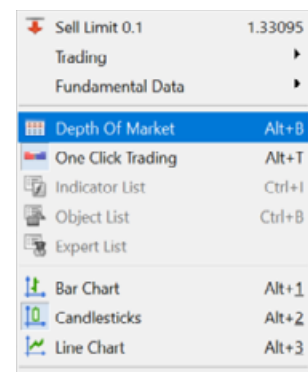 Sell Limit 0.1 1.33095
Trading
Fundamental Data
Depth Of Market Alt+B
One Click Trading Alt+T
Indicator List Ctrl+I
Object List Ctrl+B
Expert List
Bar Chart Alt+1
Candlesticks Alt+2
Line Chart Alt+3